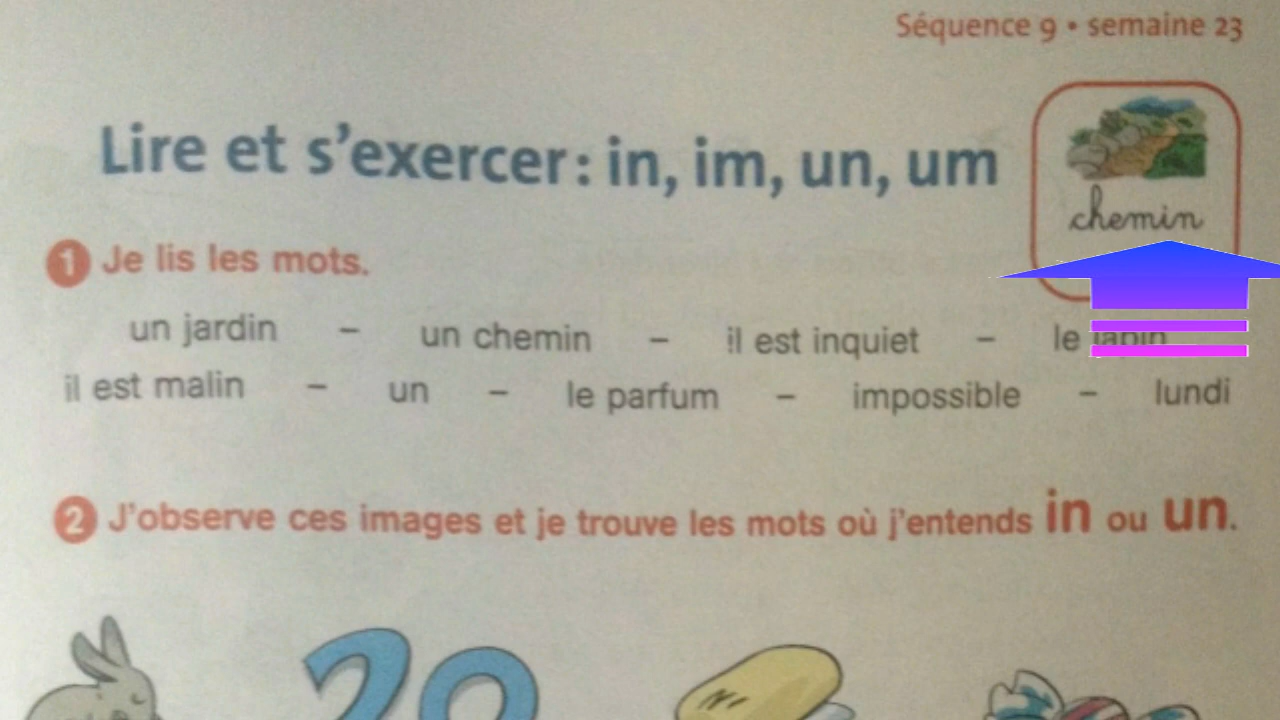 Séquence 9 • semaine 23
Lire et s'exercer : in, im, un, um
chemin
1 Je lis les mots.
un jardin – un chemin – il est inquiet – le lapin
il est malin – un – le parfum – impossible – lundi
2 J'observe ces images et je trouve les mots où j'entends in ou un.
20